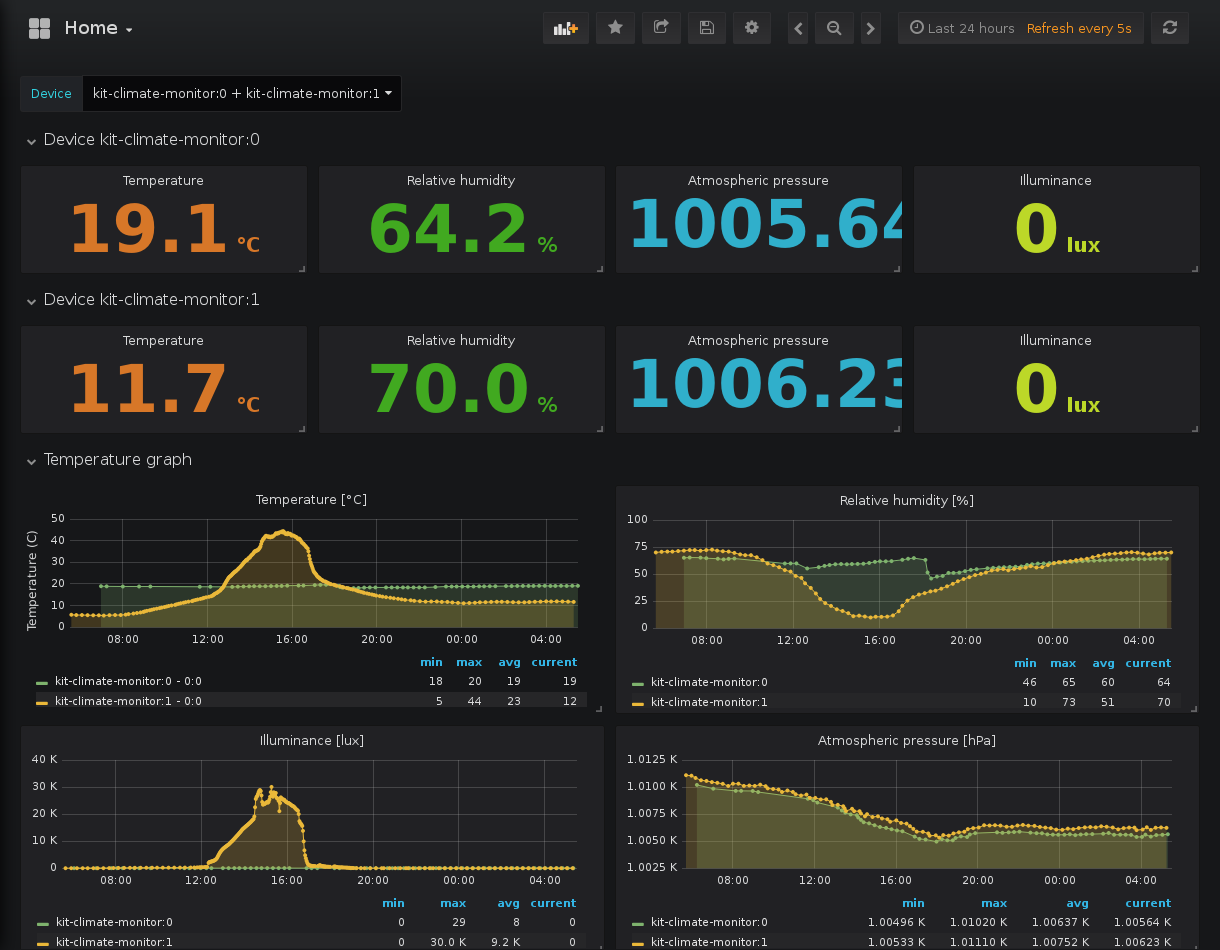 Home
Last 24 hours Refresh every 5s
Device kit-climate-monitor:0 + kit-climate-monitor:1
Device kit-climate-monitor:0
Temperature Relative humidity Atmospheric pressure Illuminance
19.1 °C 64.2 % 1005.64 0 lux
Device kit-climate-monitor:1
Temperature Relative humidity Atmospheric pressure Illuminance
11.7 °C 70.0 % 1006.23 0 lux
Temperature graph
Temperature [°C]
Temperature (C)
50
40
30
20
10
0
08:00 12:00 16:00 20:00 00:00 04:00
min max avg current
kit-climate-monitor:0 - 0:0 18 20 19 19
kit-climate-monitor:1 - 0:0 5 44 23 12
Relative humidity [%]
100
75
50
25
0
08:00 12:00 16:00 20:00 00:00 04:00
min max avg current
kit-climate-monitor:0 46 65 60 64
kit-climate-monitor:1 10 73 51 70
Illuminance [lux]
40 K
30 K
20 K
10 K
0
08:00 12:00 16:00 20:00 00:00 04:00
min max avg current
kit-climate-monitor:0 0 29 8 0
kit-climate-monitor:1 0 30.0 K 9.2 K 0
Atmospheric pressure [hPa]
1.0125 K
1.0100 K
1.0075 K
1.0050 K
1.0025 K
08:00 12:00 16:00 20:00 00:00 04:00
min max avg current
kit-climate-monitor:0 1.00496 K 1.01020 K 1.00637 K 1.00564 K
kit-climate-monitor:1 1.00533 K 1.01110 K 1.00752 K 1.00623 K